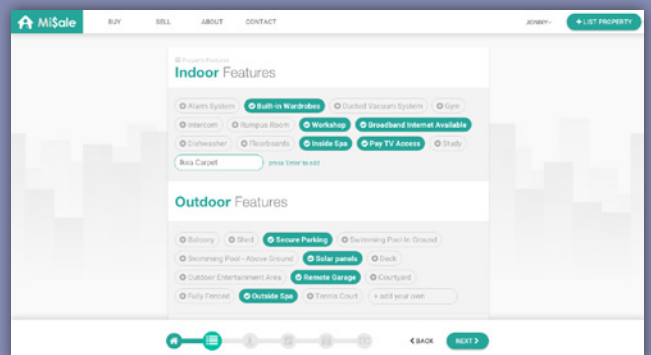 MiSale BUY SELL ABOUT CONTACT JONNY + LIST PROPERTY
Property Features
Indoor Features
Alarm System Built-in Wardrobes Ducted Vacuum System Gym
Intercom Rumpus Room Workshop Broadband Internet Available
Dishwasher Floorboards Inside Spa Pay TV Access Study
Ikea Carpet press 'Enter' to add
Outdoor Features
Balcony Shed Secure Parking Swimming Pool-In Ground
Swimming Pool - Above Ground Solar panels Deck
Outdoor Entertainment Area Remote Garage Courtyard
Fully Fenced Outside Spa Tennis Court + add your own
< BACK NEXT >